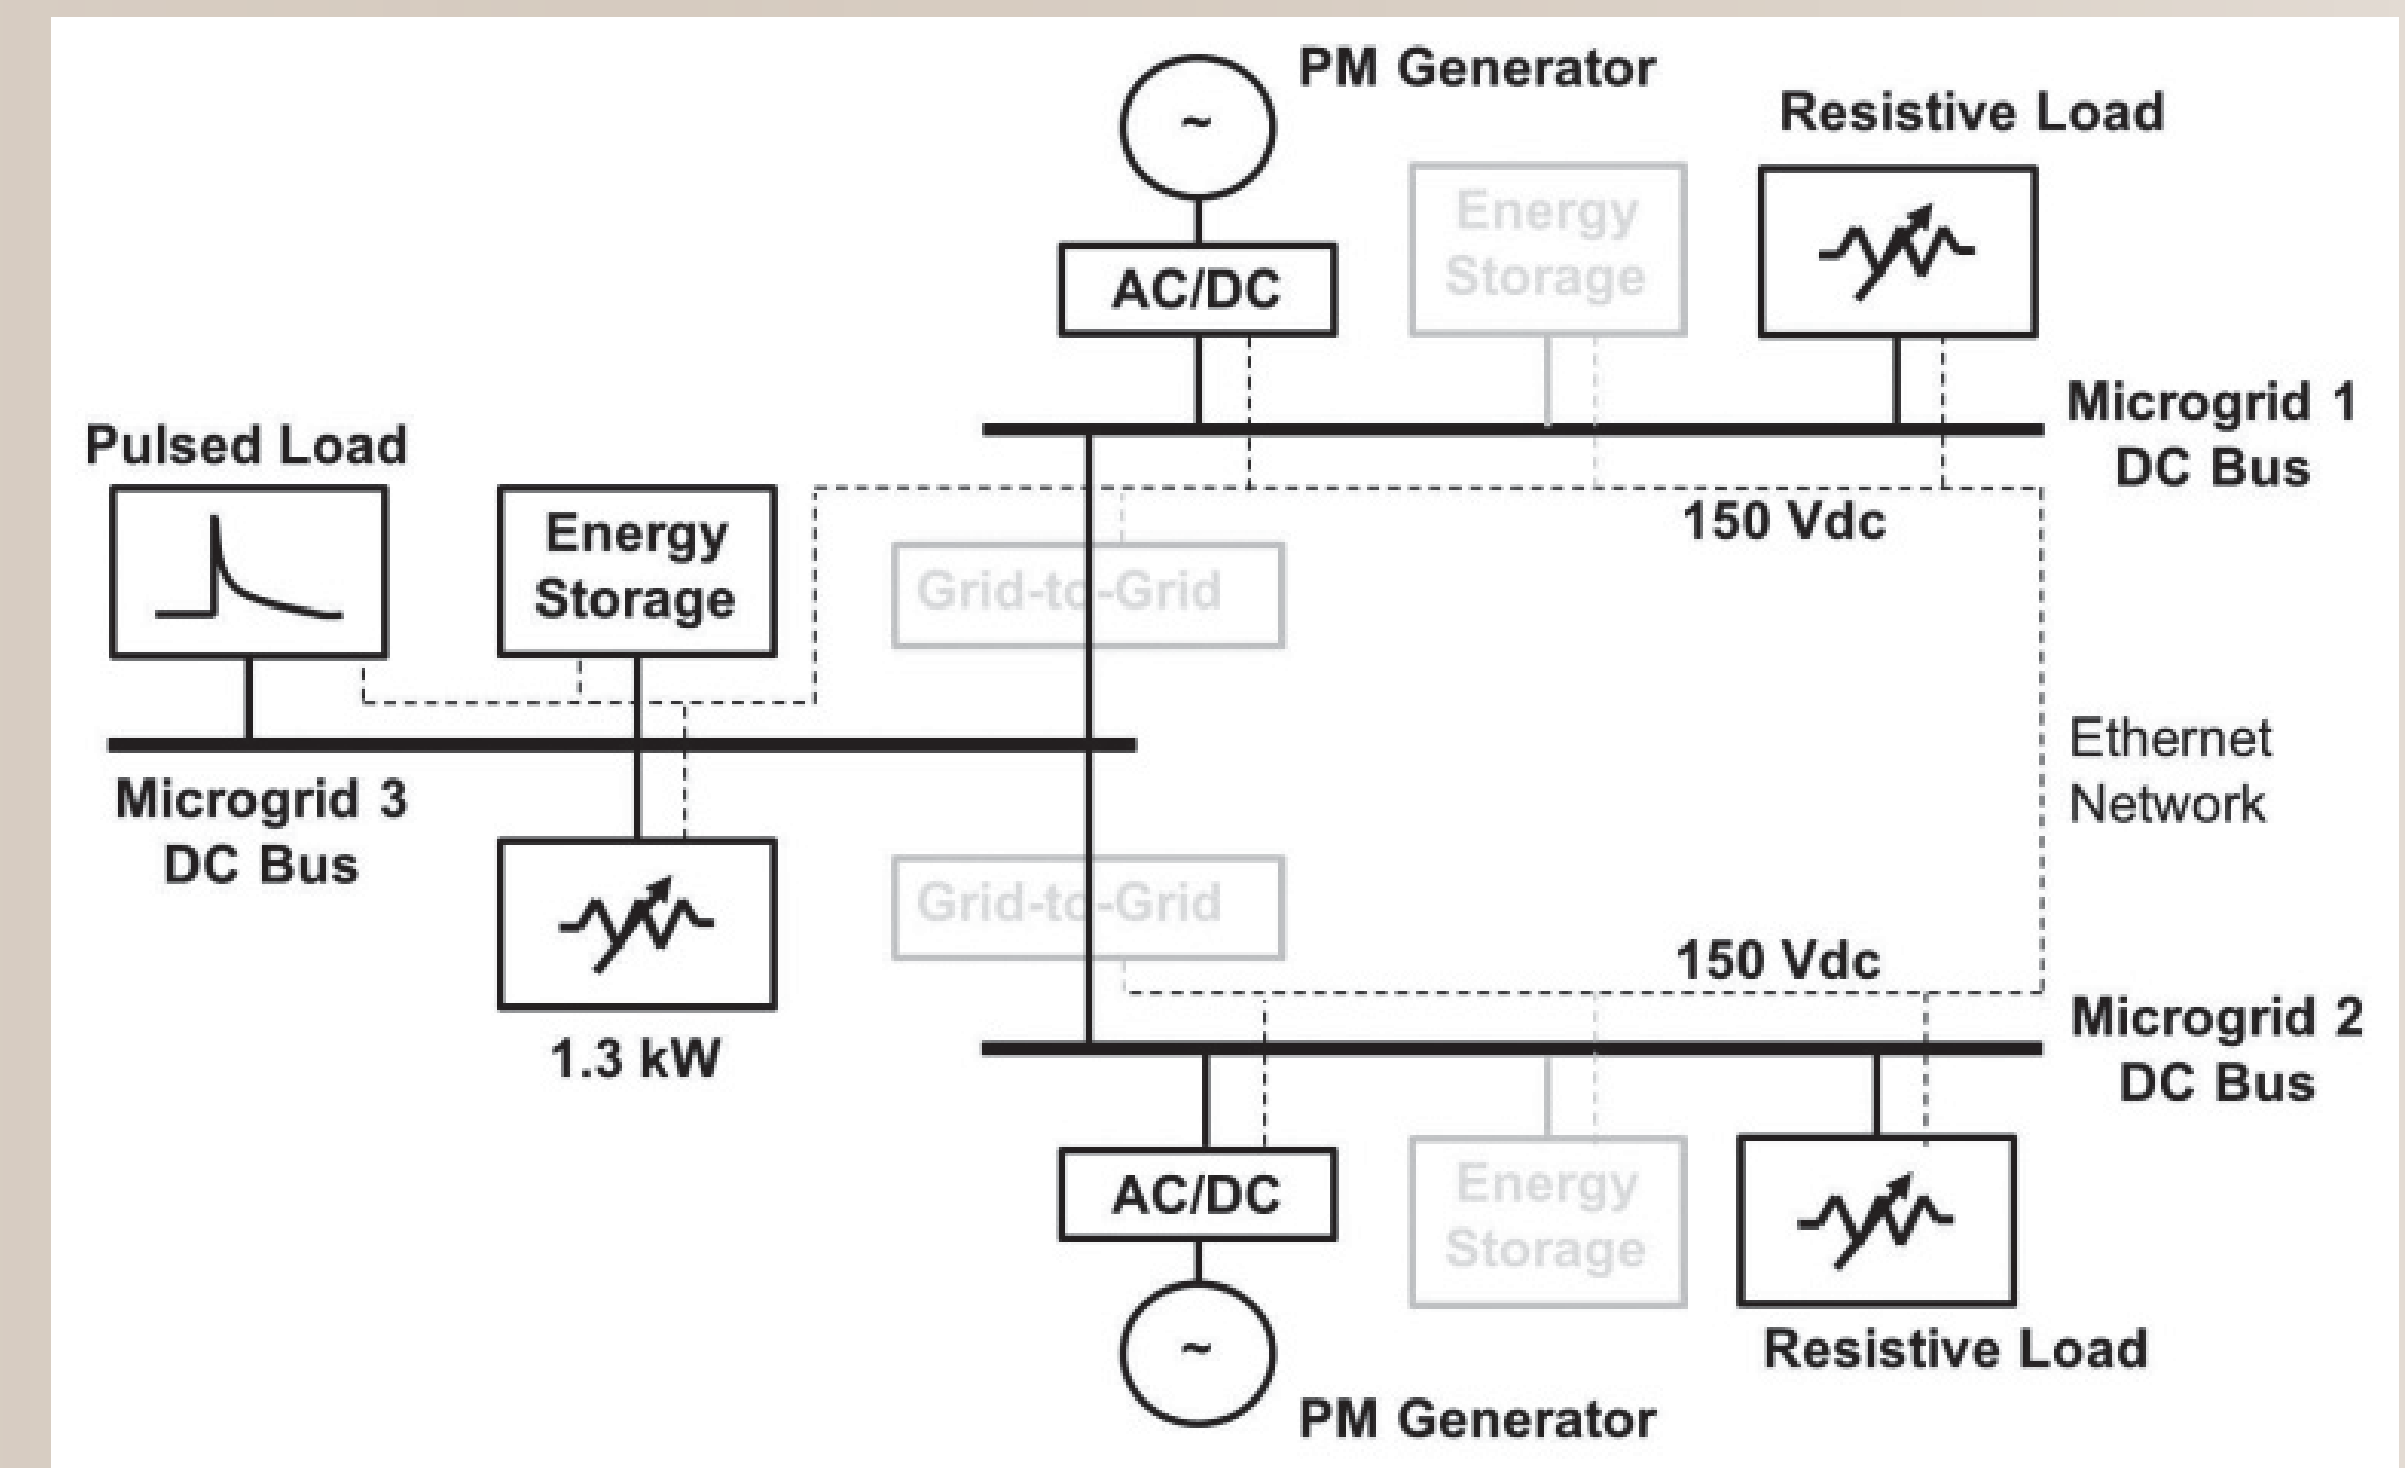 PM Generator
~
Resistive Load
Energy
Storage
AC/DC
Microgrid 1
DC Bus
Pulsed Load
150 Vdc
Energy
Storage
Grid-to-Grid
Ethernet
Network
Microgrid 3
DC Bus
Grid-to-Grid
150 Vdc
1.3 kW
Microgrid 2
DC Bus
AC/DC
Energy
Storage
~
Resistive Load
PM Generator